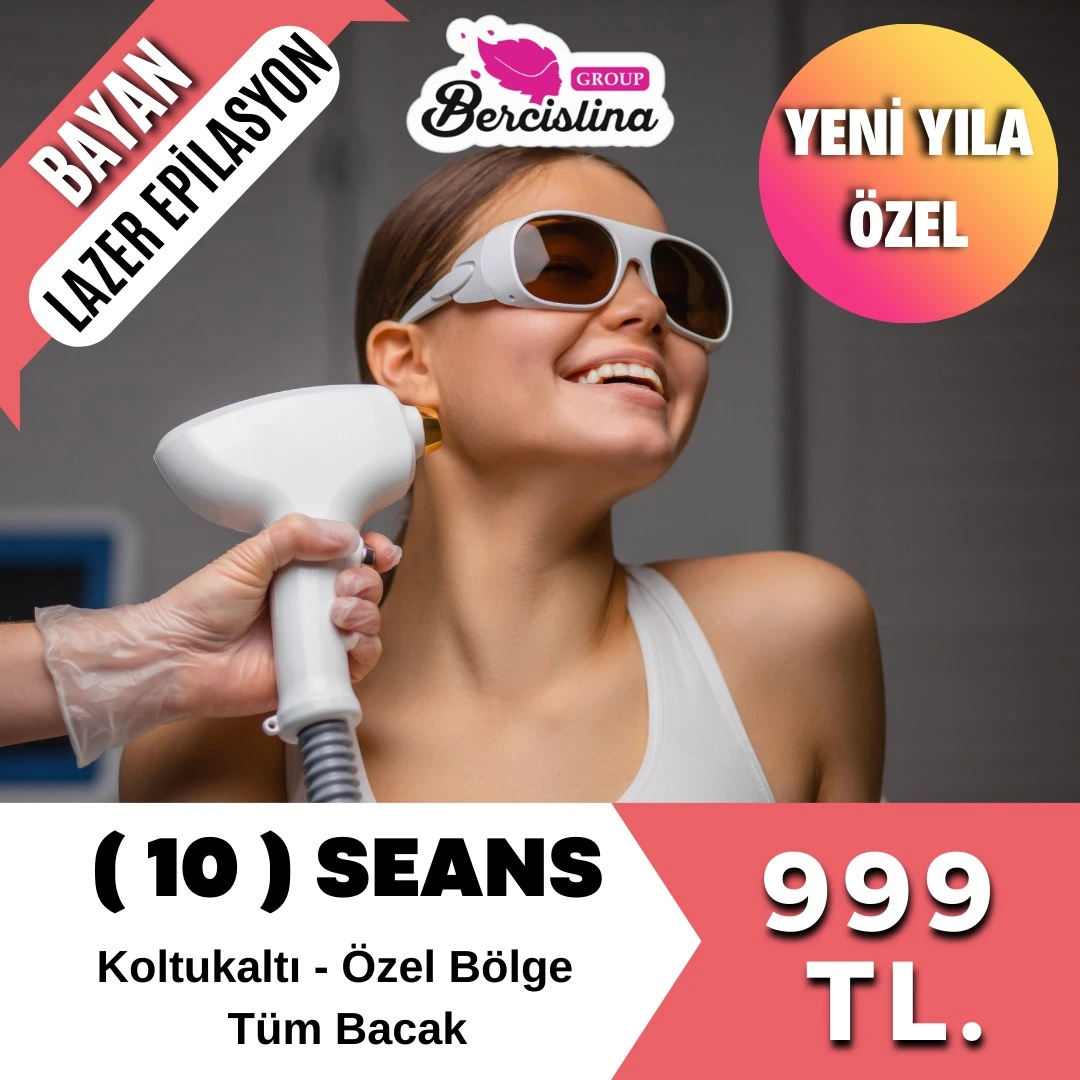 BAYAN
LAZER EPİLASYON
Bercislina
GROUP
YENİ YILA
ÖZEL
( 10 ) SEANS
Koltukaltı - Özel Bölge
Tüm Bacak
999
TL.